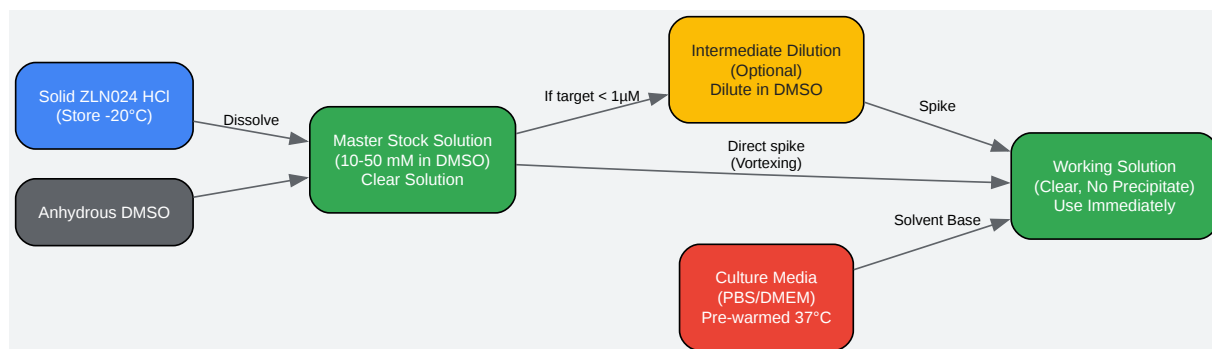 Solid ZLN024 HCl
(Store -20°C)
Anhydrous DMSO
Dissolve
Master Stock Solution
(10-50 mM in DMSO)
Clear Solution
If target < 1µM
Intermediate Dilution
(Optional)
Dilute in DMSO
Direct spike
(Vortexing)
Spike
Culture Media
(PBS/DMEM)
Pre-warmed 37°C
Solvent Base
Working Solution
(Clear, No Precipitate)
Use Immediately